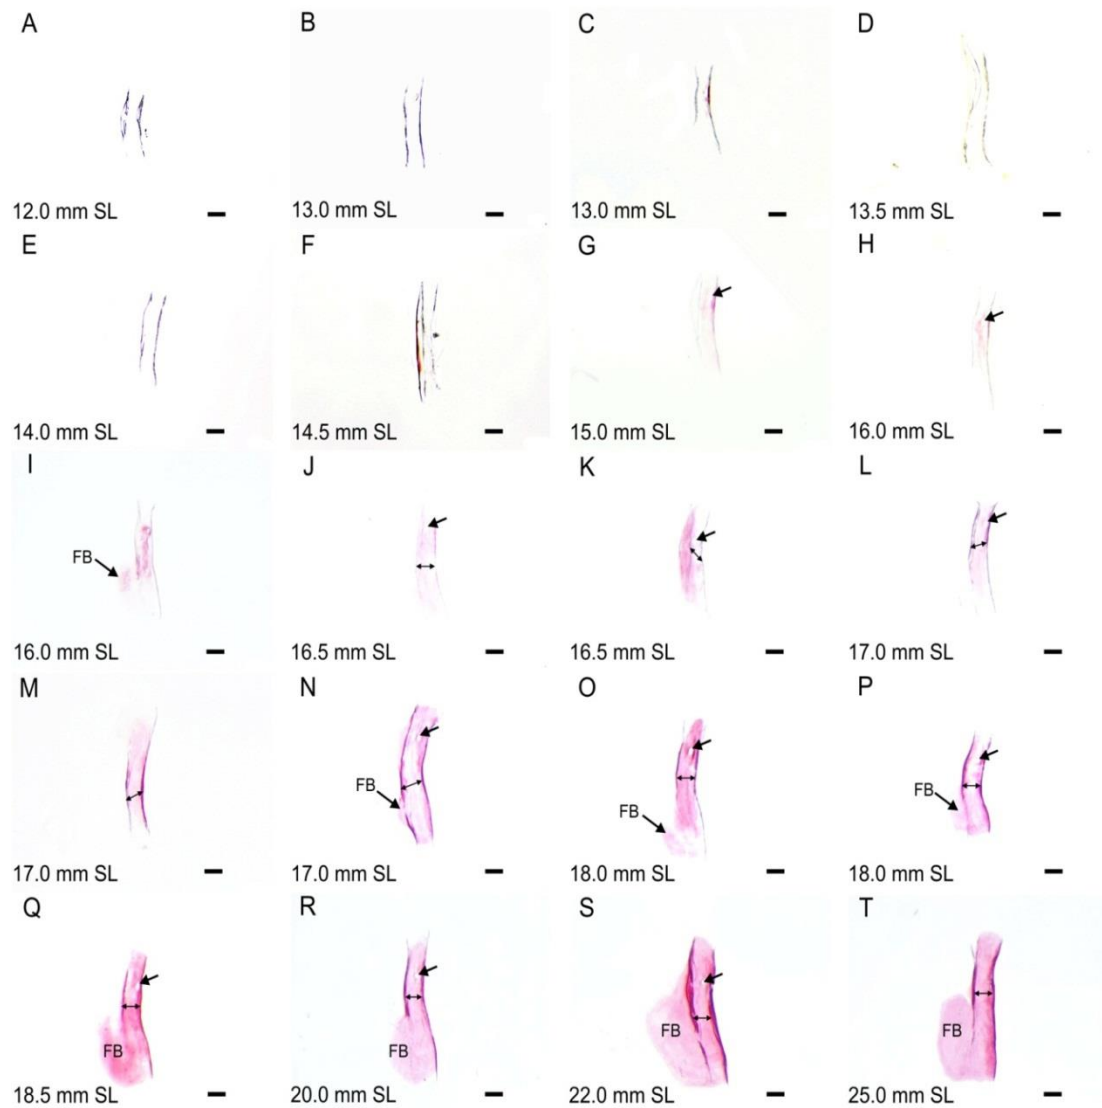 A
B
C
D
12.0 mm SL
13.0 mm SL
13.0 mm SL
13.5 mm SL
E
F
G
H
14.0 mm SL
14.5 mm SL
15.0 mm SL
16.0 mm SL
I
J
K
L
FB
16.0 mm SL
16.5 mm SL
16.5 mm SL
17.0 mm SL
M
N
O
P
FB
FB
FB
17.0 mm SL
17.0 mm SL
18.0 mm SL
18.0 mm SL
Q
R
S
T
FB
FB
FB
FB
18.5 mm SL
20.0 mm SL
22.0 mm SL
25.0 mm SL